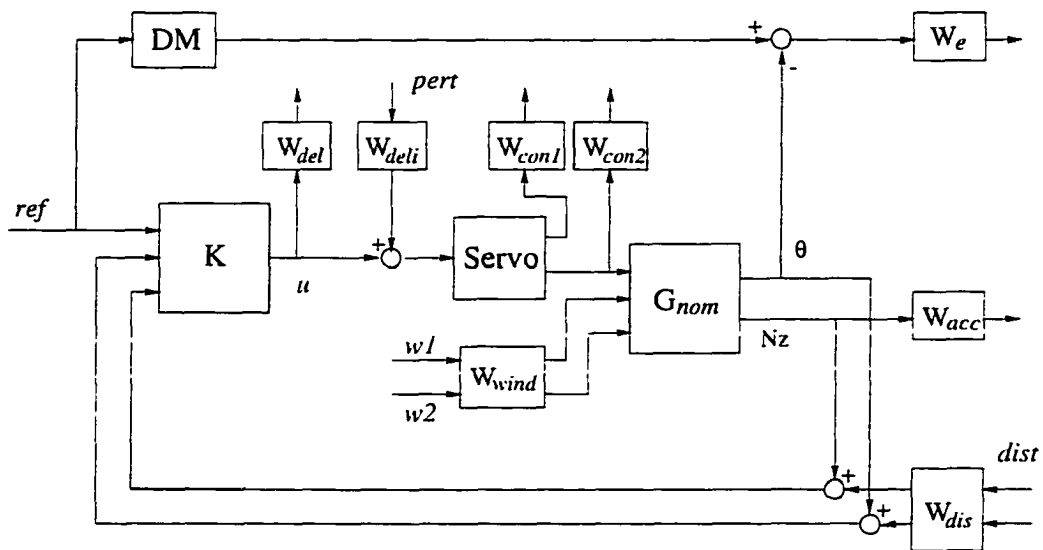 DM
+
-
W_e
pert
W_del
W_deli
W_con1
W_con2
ref
K
u
+
Servo
G_nom
θ
Nz
W_acc
w1
w2
W_wind
dist
+
+
W_dis